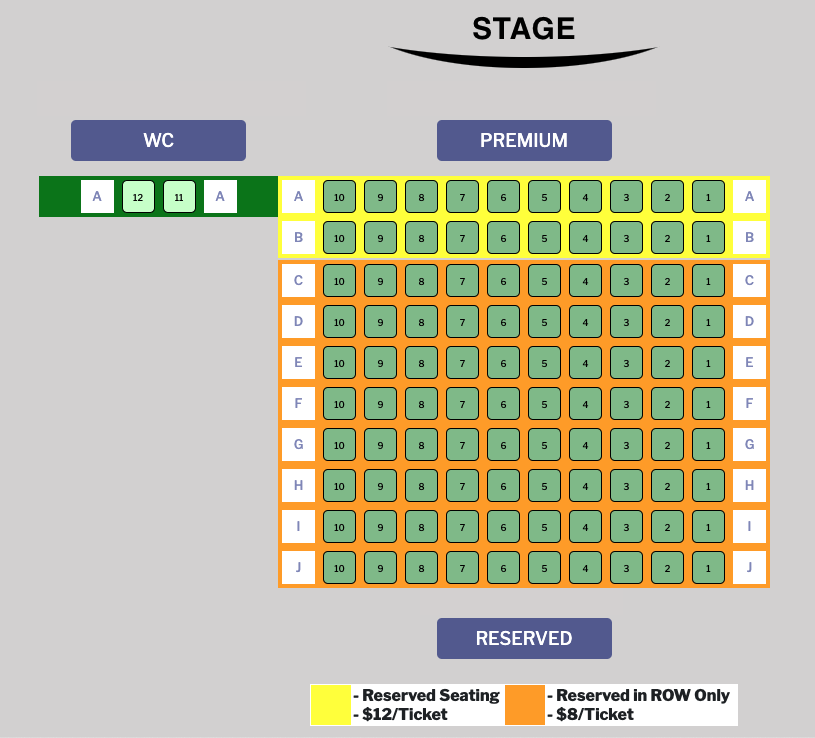 STAGE
WC PREMIUM
A 12 11 A A 10 9 8 7 6 5 4 3 2 1 A
B 10 9 8 7 6 5 4 3 2 1 B
C 10 9 8 7 6 5 4 3 2 1 C
D 10 9 8 7 6 5 4 3 2 1 D
E 10 9 8 7 6 5 4 3 2 1 E
F 10 9 8 7 6 5 4 3 2 1 F
G 10 9 8 7 6 5 4 3 2 1 G
H 10 9 8 7 6 5 4 3 2 1 H
I 10 9 8 7 6 5 4 3 2 1 I
J 10 9 8 7 6 5 4 3 2 1 J
RESERVED
- Reserved Seating
- $12/Ticket
- Reserved in ROW Only
- $8/Ticket